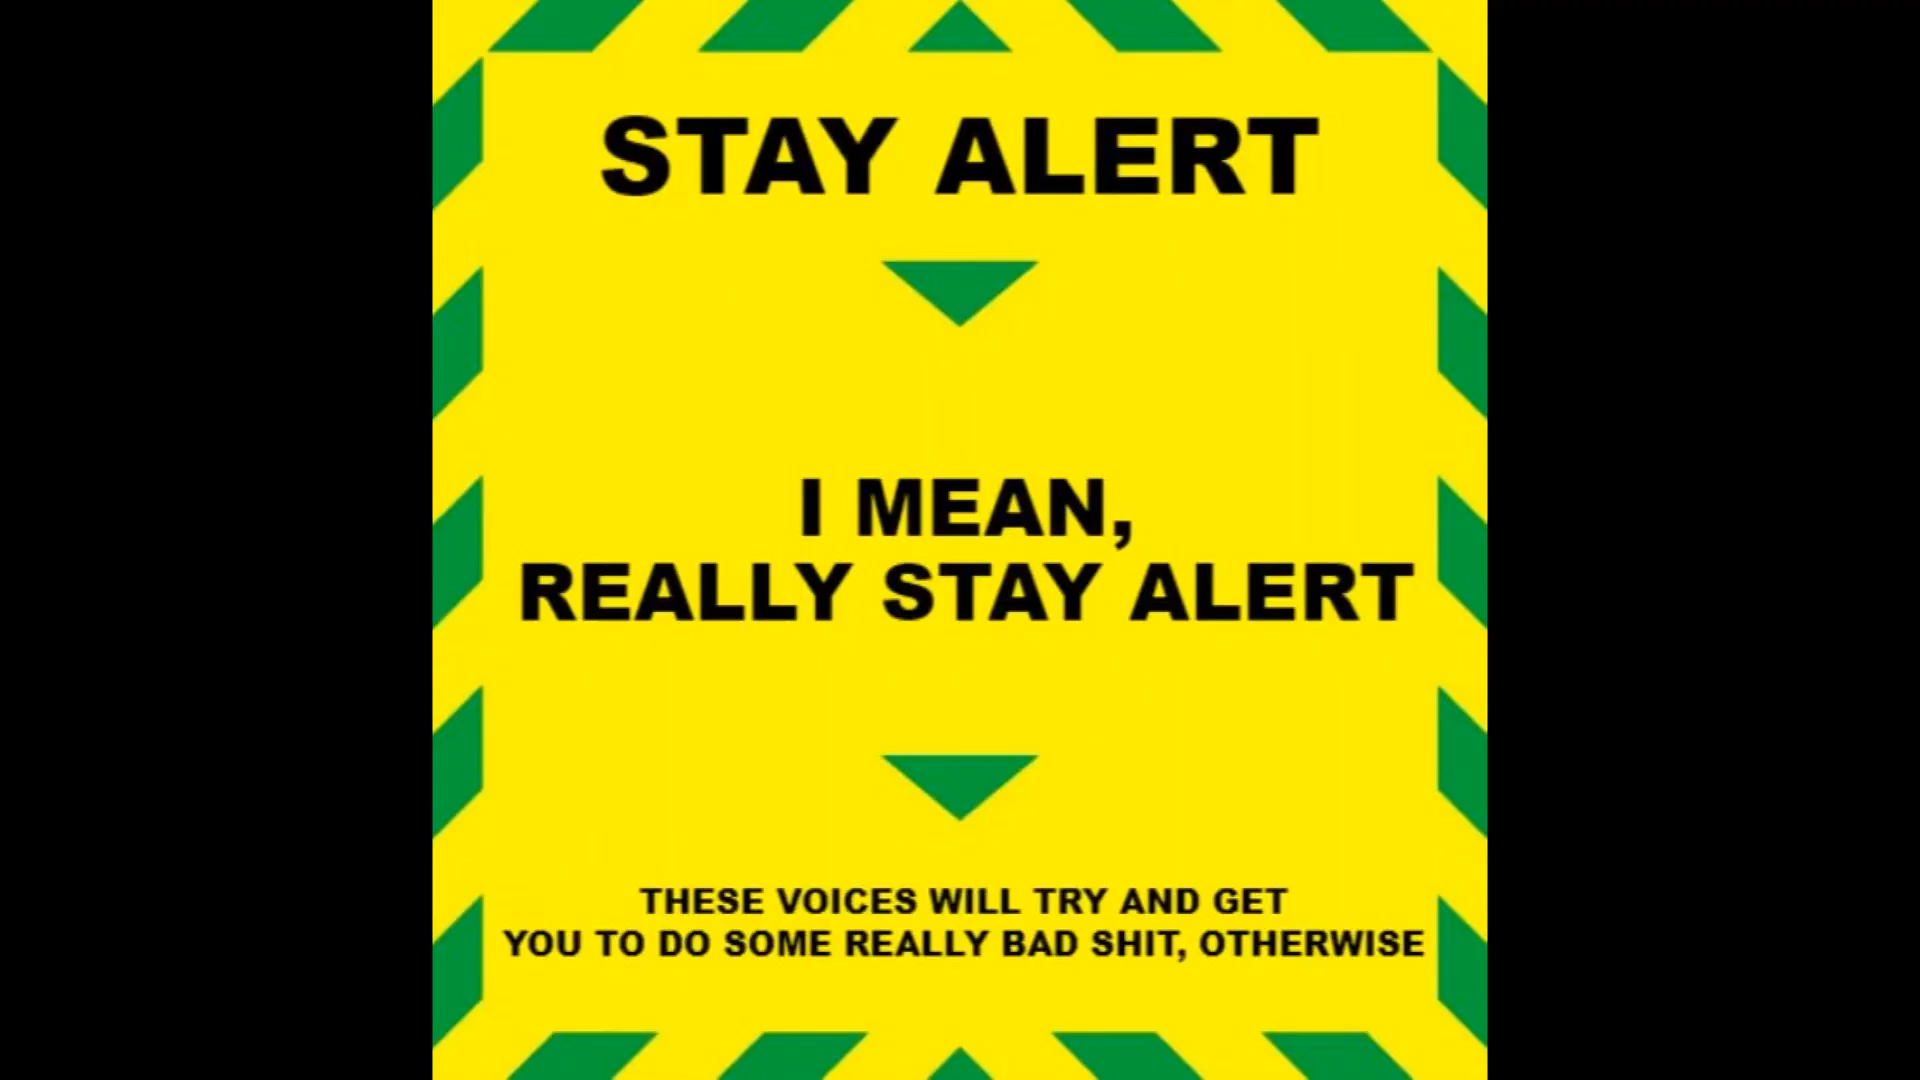 STAY ALERT
I MEAN,
REALLY STAY ALERT
THESE VOICES WILL TRY AND GET
YOU TO DO SOME REALLY BAD SHIT, OTHERWISE